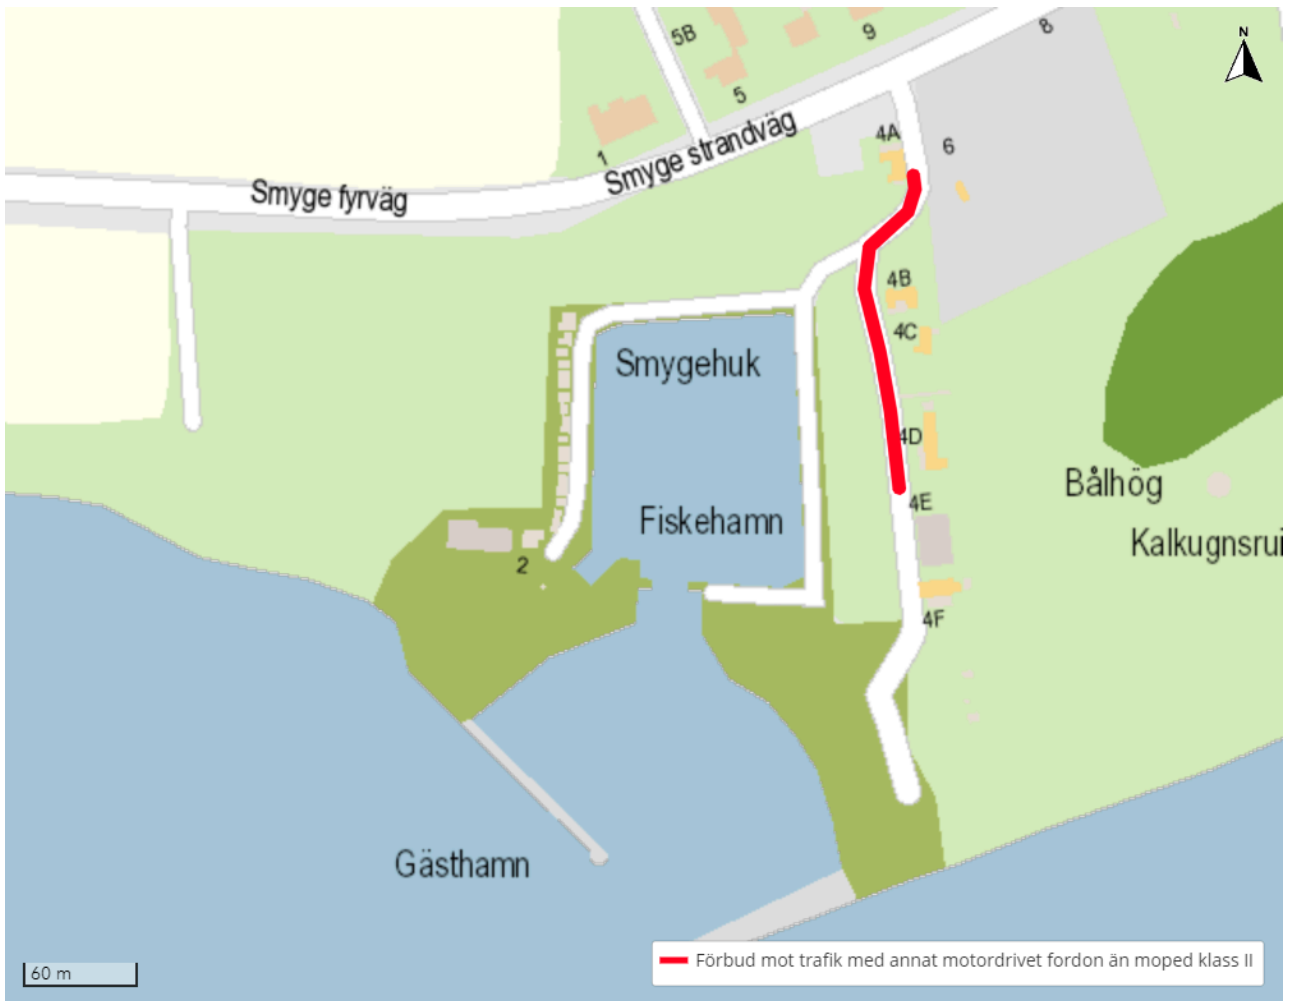 N
5B
9
8
5
Smyge strandväg
4A
6
1
Smyge fyrväg
4B
4C
Smygehuk
4D
Bålhög
4E
Fiskehamn
Kalkugnsrui
2
4F
Gästhamn
60 m
Förbud mot trafik med annat motordrivet fordon än moped klass II